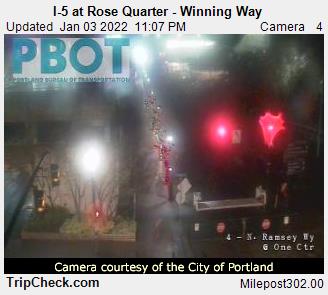 I-5 at Rose Quarter - Winning Way
Updated Jan 03 2022 11:07 PM Camera 4
PBOT
PORTLAND BUREAU OF TRANSPORTATION
4 - N. Ramsey Wy
@ One Ctr
Camera courtesy of the City of Portland
TripCheck.com Milepost302.00